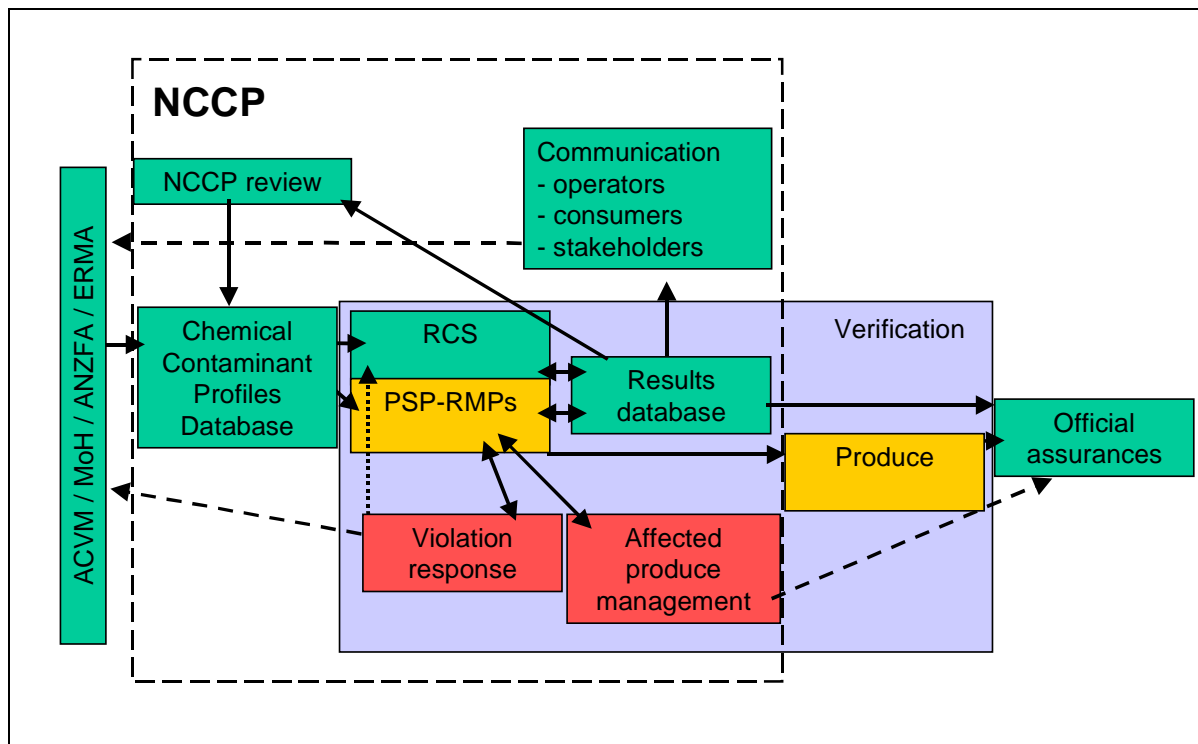 NCCP
Communication
- operators
- consumers
- stakeholders
NCCP review
ACVM / MoH / ANZFA / ERMA
Chemical
Contaminant
Profiles
Database
RCS
PSP-RMPs
Results
database
Verification
Produce
Official
assurances
Violation
response
Affected
produce
management